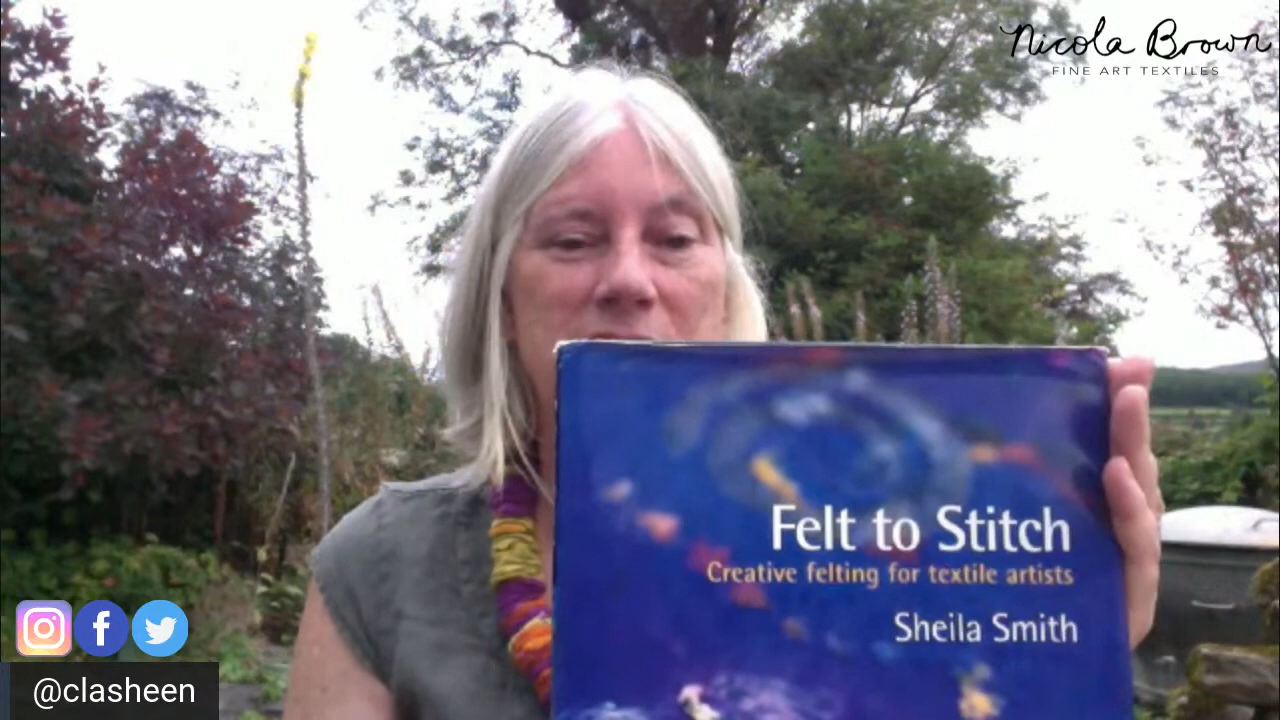 Nicola Brown
FINE ART TEXTILES
Felt to Stitch
Creative felting for textile artists
Sheila Smith
@clasheen